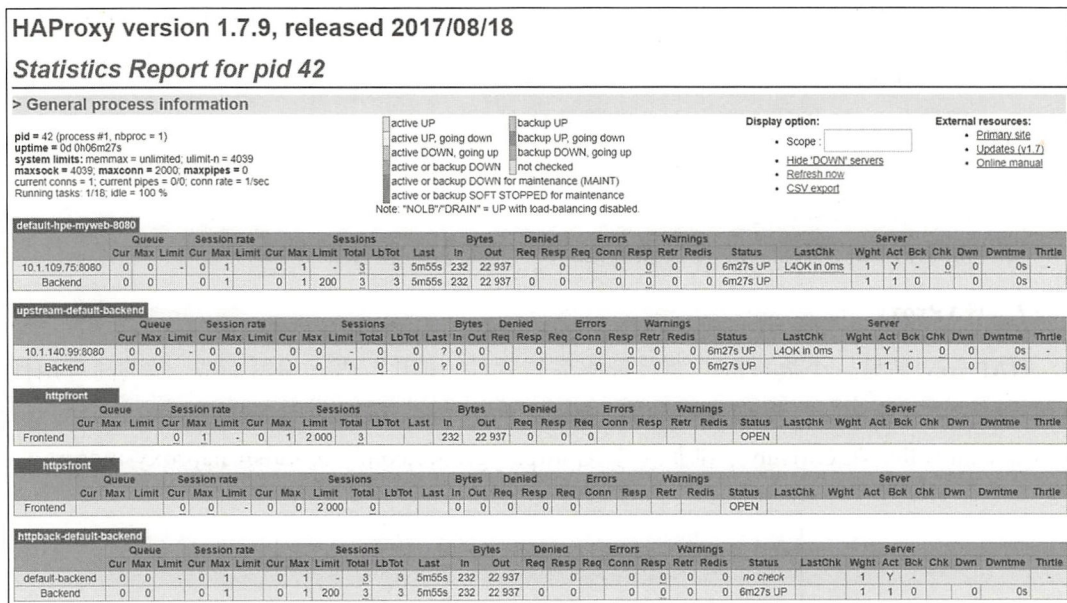 HAProxy version 1.7.9, released 2017/08/18
Statistics Report for pid 42
> General process information
pid = 42 (process #1, nbproc = 1)
uptime = 0d 0h06m27s
system limits: memmax = unlimited; ulimit-n = 4039
maxsock = 4039; maxconn = 2000; maxpipes = 0
current conns = 1; current pipes = 0/0; conn rate = 1/sec
Running tasks: 1/18; idle = 100 %
active UP backup UP
active UP, going down backup UP, going down
active DOWN, going up backup DOWN, going up
active or backup DOWN not checked
active or backup DOWN for maintenance (MAINT)
active or backup SOFT STOPPED for maintenance
Note: "NOLB"/"DRAIN" = UP with load-balancing disabled.
Display option:
• Scope :
• Hide 'DOWN' servers
• Refresh now
• CSV export
External resources:
• Primary site
• Updates (v1.7)
• Online manual
default-hpe-myweb-8080
Queue Session rate Sessions Bytes Denied Errors Warnings Server
Cur Max Limit Cur Max Limit Cur Max Limit Total LbTot Last In Out Req Resp Req Conn Resp Retr Redis Status LastChk Wght Act Bck Chk Dwn Dwntme Thrtle
10.1.109.75:8080 0 0 - 0 1 0 1 - 3 3 5m55s 232 22 937 0 0 0 0 0 6m27s UP L4OK in 0ms 1 Y - 0 0 0s -
Backend 0 0 0 1 0 1 200 3 3 5m55s 232 22 937 0 0 0 0 0 0 6m27s UP 1 1 0 0 0s
upstream-default-backend
Queue Session rate Sessions Bytes Denied Errors Warnings Server
Cur Max Limit Cur Max Limit Cur Max Limit Total LbTot Last In Out Req Resp Req Conn Resp Retr Redis Status LastChk Wght Act Bck Chk Dwn Dwntme Thrtle
10.1.140.99:8080 0 0 - 0 0 0 0 - 0 0 ? 0 0 0 0 0 0 0 6m27s UP L4OK in 0ms 1 Y - 0 0 0s -
Backend 0 0 0 0 0 0 1 0 0 ? 0 0 0 0 0 0 0 0 6m27s UP 1 1 0 0 0s
httpfront
Queue Session rate Sessions Bytes Denied Errors Warnings Server
Cur Max Limit Cur Max Limit Cur Max Limit Total LbTot Last In Out Req Resp Req Conn Resp Retr Redis Status LastChk Wght Act Bck Chk Dwn Dwntme Thrtle
Frontend 0 1 - 0 1 2 000 3 232 22 937 0 0 0 OPEN
httpsfront
Queue Session rate Sessions Bytes Denied Errors Warnings Server
Cur Max Limit Cur Max Limit Cur Max Limit Total LbTot Last In Out Req Resp Req Conn Resp Retr Redis Status LastChk Wght Act Bck Chk Dwn Dwntme Thrtle
Frontend 0 0 - 0 0 2 000 0 0 0 0 0 0 OPEN
httpback-default-backend
Queue Session rate Sessions Bytes Denied Errors Warnings Server
Cur Max Limit Cur Max Limit Cur Max Limit Total LbTot Last In Out Req Resp Req Conn Resp Retr Redis Status LastChk Wght Act Bck Chk Dwn Dwntme Thrtle
default-backend 0 0 - 0 1 0 1 - 3 3 5m55s 232 22 937 0 0 0 0 0 no check 1 Y - -
Backend 0 0 0 1 0 1 200 3 3 5m55s 232 22 937 0 0 0 0 0 0 6m27s UP 1 1 0 0 0s